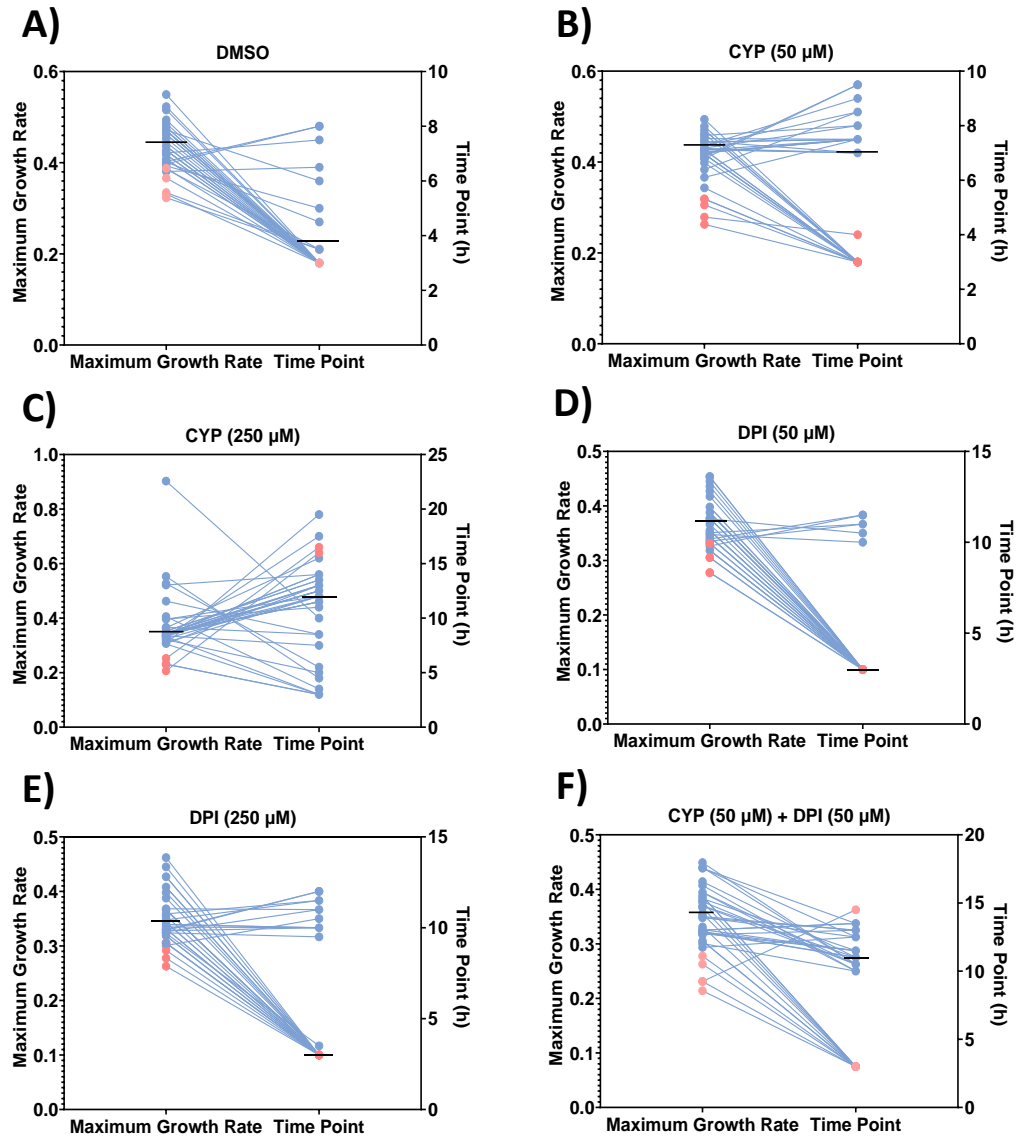 A)
DMSO
Maximum Growth Rate
0.6
0.4
0.2
0.0
10
8
6
4
2
0
Time Point (h)
Maximum Growth Rate Time Point
B)
CYP (50 µM)
Maximum Growth Rate
0.6
0.4
0.2
0.0
10
8
6
4
2
0
Time Point (h)
Maximum Growth Rate Time Point
C)
CYP (250 µM)
Maximum Growth Rate
1.0
0.8
0.6
0.4
0.2
0.0
25
20
15
10
5
0
Time Point (h)
Maximum Growth Rate Time Point
D)
DPI (50 µM)
Maximum Growth Rate
0.5
0.4
0.3
0.2
0.1
0.0
15
10
5
0
Time Point (h)
Maximum Growth Rate Time Point
E)
DPI (250 µM)
Maximum Growth Rate
0.5
0.4
0.3
0.2
0.1
0.0
15
10
5
0
Time Point (h)
Maximum Growth Rate Time Point
F)
CYP (50 µM) + DPI (50 µM)
Maximum Growth Rate
0.5
0.4
0.3
0.2
0.1
0.0
20
15
10
5
0
Time Point (h)
Maximum Growth Rate Time Point